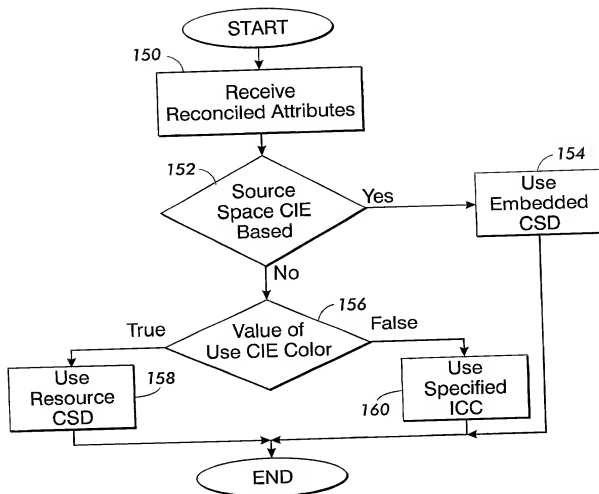 START
150
Receive
Reconciled Attributes
152
Source
Space CIE
Based
Yes
154
Use
Embedded
CSD
No
156
True
Value of
Use CIE Color
False
Use
Resource
CSD
158
Use
Specified
ICC
160
END